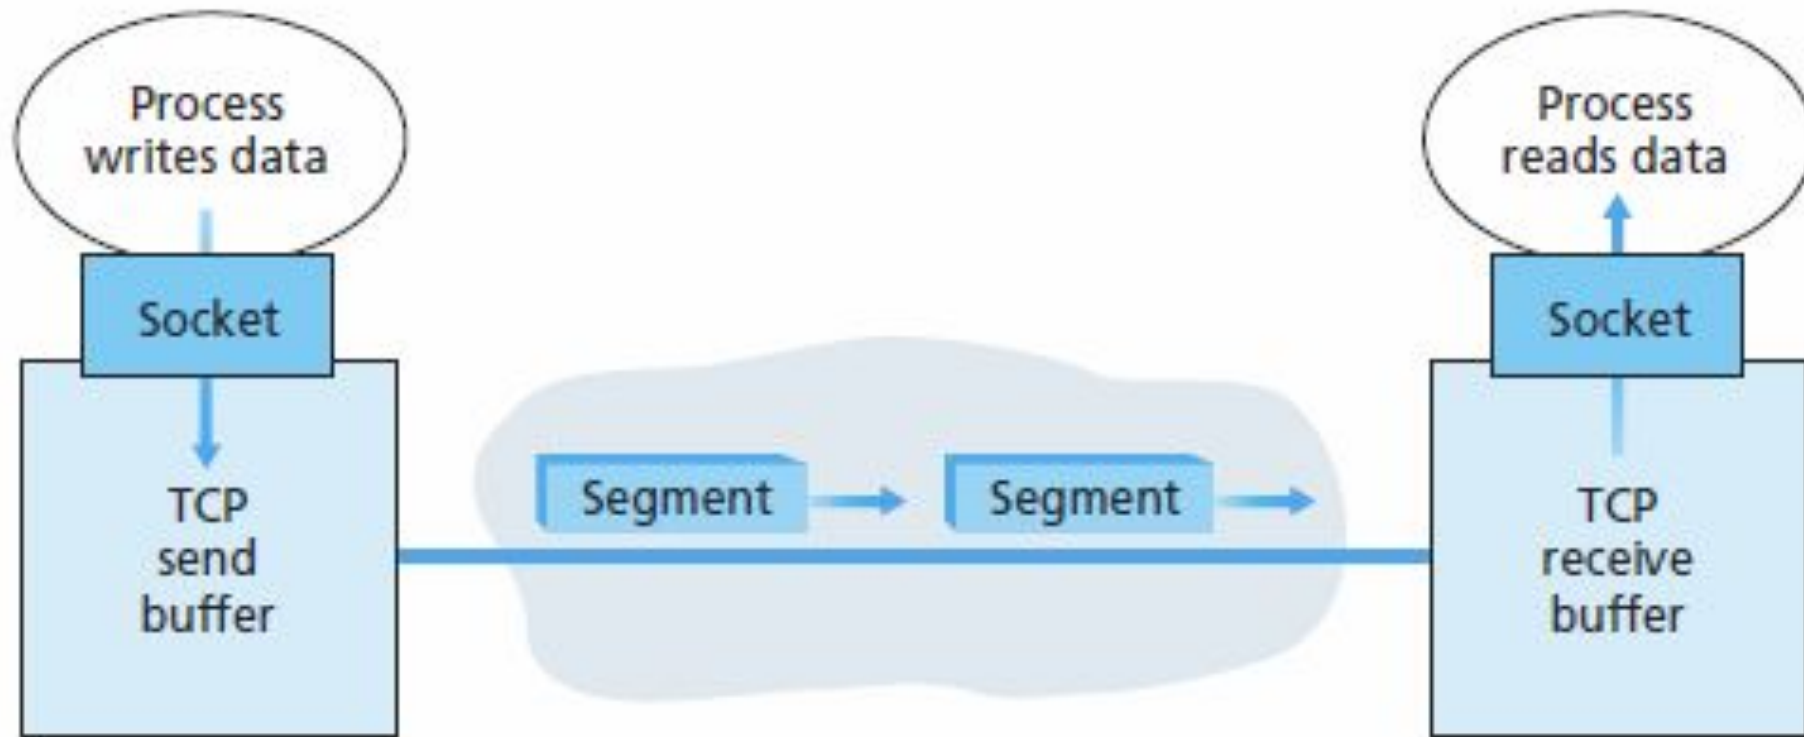 Process
writes data
Socket
TCP
send
buffer
Segment
Segment
Process
reads data
Socket
TCP
receive
buffer